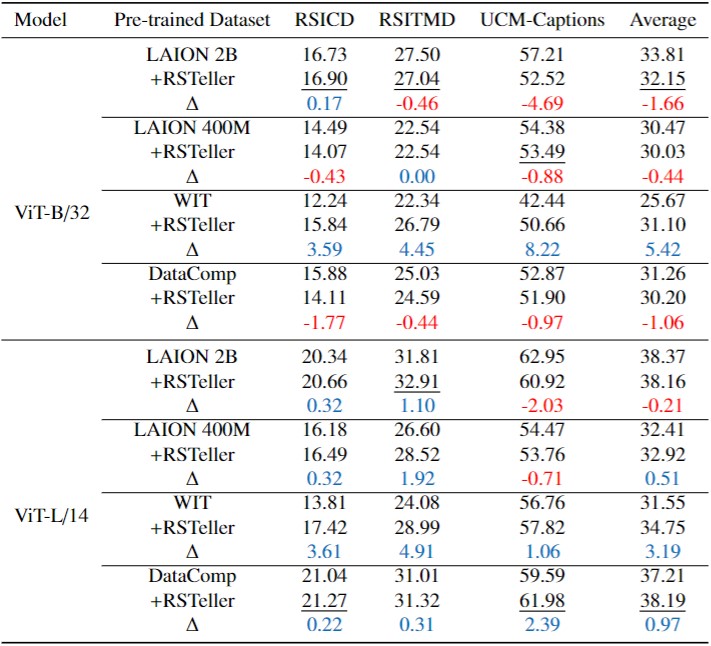 Model Pre-trained Dataset RSICD RSITMD UCM-Captions Average
LAION 2B 16.73 27.50 57.21 33.81
+RSTeller 16.90 27.04 52.52 32.15
Δ 0.17 -0.46 -4.69 -1.66
LAION 400M 14.49 22.54 54.38 30.47
+RSTeller 14.07 22.54 53.49 30.03
Δ -0.43 0.00 -0.88 -0.44
ViT-B/32
WIT 12.24 22.34 42.44 25.67
+RSTeller 15.84 26.79 50.66 31.10
Δ 3.59 4.45 8.22 5.42
DataComp 15.88 25.03 52.87 31.26
+RSTeller 14.11 24.59 51.90 30.20
Δ -1.77 -0.44 -0.97 -1.06
LAION 2B 20.34 31.81 62.95 38.37
+RSTeller 20.66 32.91 60.92 38.16
Δ 0.32 1.10 -2.03 -0.21
LAION 400M 16.18 26.60 54.47 32.41
+RSTeller 16.49 28.52 53.76 32.92
Δ 0.32 1.92 -0.71 0.51
ViT-L/14
WIT 13.81 24.08 56.76 31.55
+RSTeller 17.42 28.99 57.82 34.75
Δ 3.61 4.91 1.06 3.19
DataComp 21.04 31.01 59.59 37.21
+RSTeller 21.27 31.32 61.98 38.19
Δ 0.22 0.31 2.39 0.97